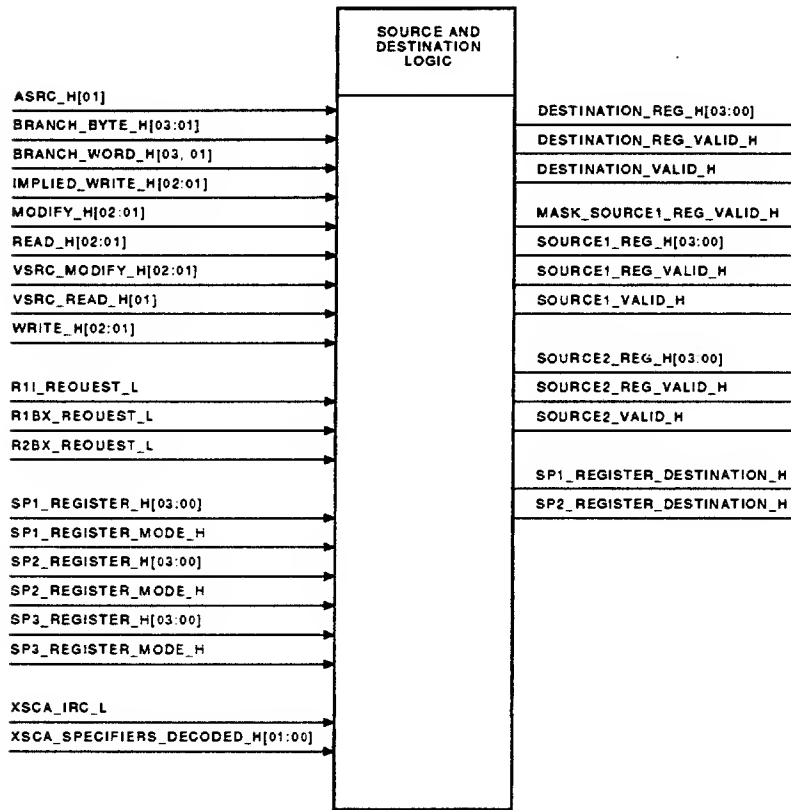 SOURCE AND
DESTINATION
LOGIC
ASRC_H[01]
BRANCH_BYTE_H[03:01]
BRANCH_WORD_H[03, 01]
IMPLIED_WRITE_H[02:01]
MODIFY_H[02:01]
READ_H[02:01]
VSRC_MODIFY_H[02:01]
VSRC_READ_H[01]
WRITE_H[02:01]
R1I_REQUEST_L
R1BX_REQUEST_L
R2BX_REQUEST_L
SP1_REGISTER_H[03:00]
SP1_REGISTER_MODE_H
SP2_REGISTER_H[03:00]
SP2_REGISTER_MODE_H
SP3_REGISTER_H[03:00]
SP3_REGISTER_MODE_H
XSCA_IRC_L
XSCA_SPECIFIERS_DECODED_H[01:00]
DESTINATION_REG_H[03:00]
DESTINATION_REG_VALID_H
DESTINATION_VALID_H
MASK_SOURCE1_REG_VALID_H
SOURCE1_REG_H[03:00]
SOURCE1_REG_VALID_H
SOURCE1_VALID_H
SOURCE2_REG_H[03:00]
SOURCE2_REG_VALID_H
SOURCE2_VALID_H
SP1_REGISTER_DESTINATION_H
SP2_REGISTER_DESTINATION_H